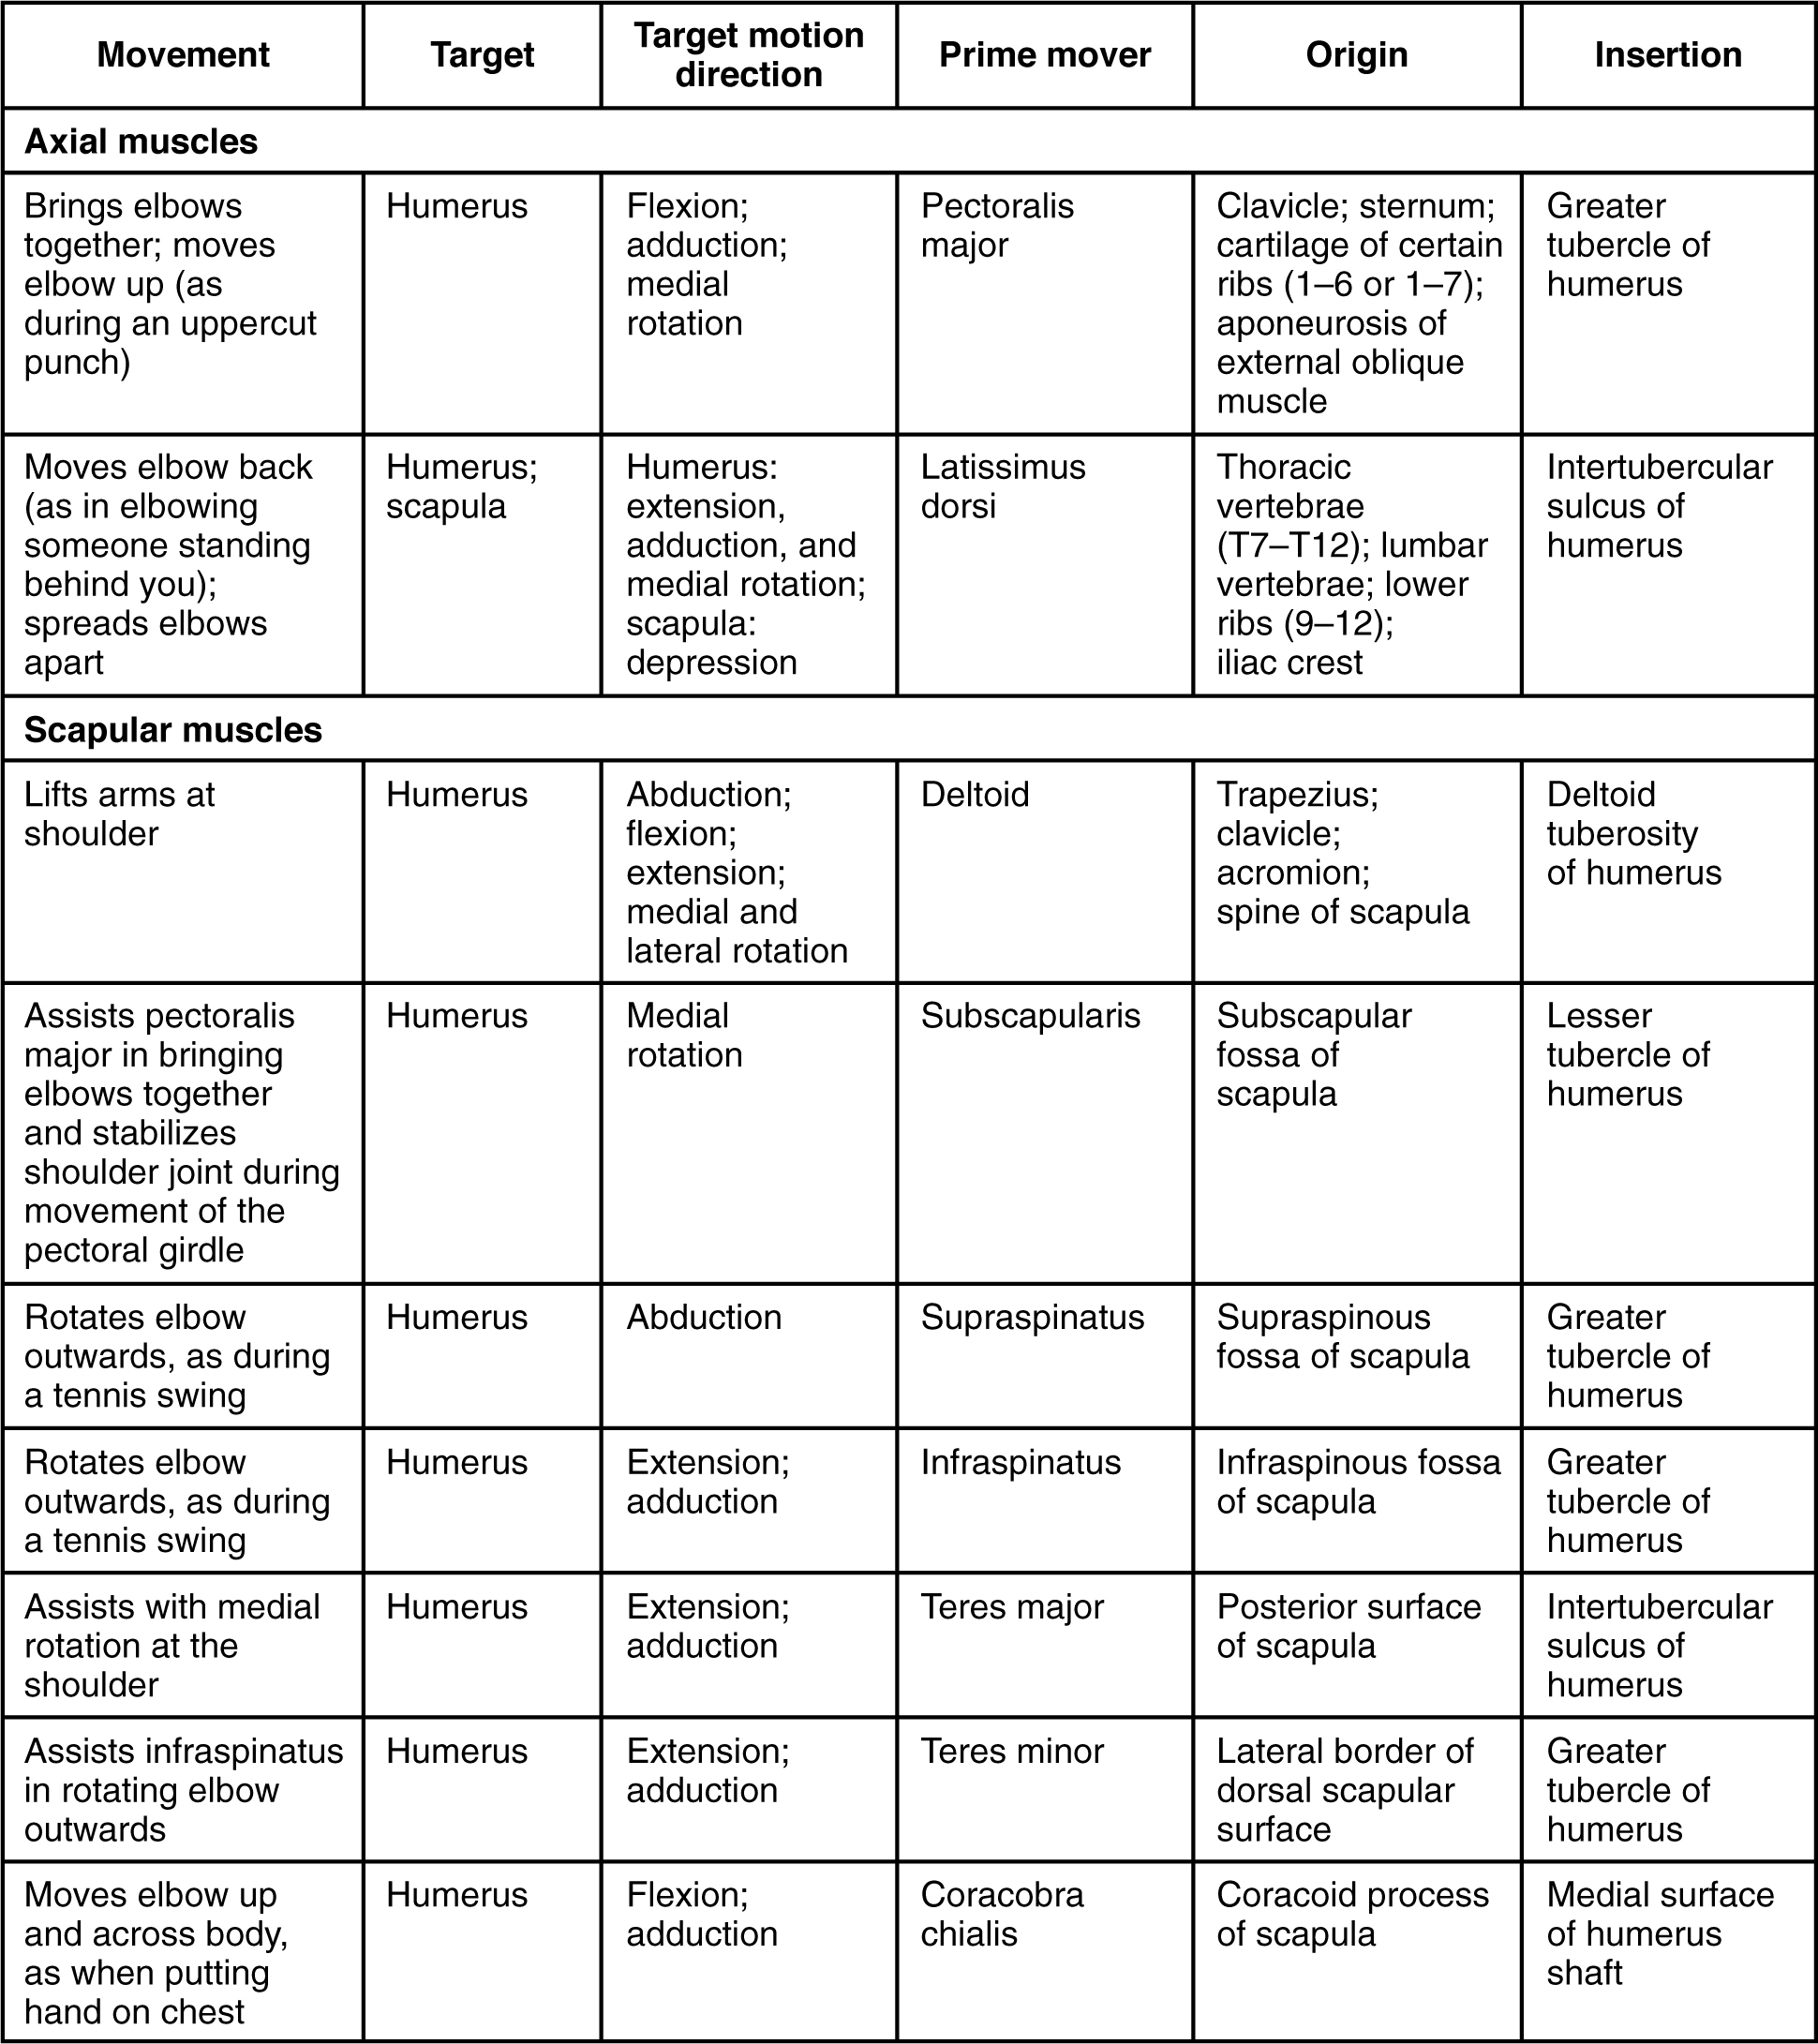 Movement
Target
Target motion
direction
Prime mover
Origin
Insertion
Axial muscles
Brings elbows
together; moves
elbow up (as
during an uppercut
punch)
Humerus
Flexion;
adduction;
medial
rotation
Pectoralis
major
Clavicle; sternum;
cartilage of certain
ribs (1–6 or 1–7);
aponeurosis of
external oblique
muscle
Greater
tubercle of
humerus
Moves elbow back
(as in elbowing
someone standing
behind you);
spreads elbows
apart
Humerus;
scapula
Humerus:
extension,
adduction, and
medial rotation;
scapula:
depression
Latissimus
dorsi
Thoracic
vertebrae
(T7–T12); lumbar
vertebrae; lower
ribs (9–12);
iliac crest
Intertubercular
sulcus of
humerus
Scapular muscles
Lifts arms at
shoulder
Humerus
Abduction;
flexion;
extension;
medial and
lateral rotation
Deltoid
Trapezius;
clavicle;
acromion;
spine of scapula
Deltoid
tuberosity
of humerus
Assists pectoralis
major in bringing
elbows together
and stabilizes
shoulder joint during
movement of the
pectoral girdle
Humerus
Medial
rotation
Subscapularis
Subscapular
fossa of
scapula
Lesser
tubercle of
humerus
Rotates elbow
outwards, as during
a tennis swing
Humerus
Abduction
Supraspinatus
Supraspinous
fossa of scapula
Greater
tubercle of
humerus
Rotates elbow
outwards, as during
a tennis swing
Humerus
Extension;
adduction
Infraspinatus
Infraspinous fossa
of scapula
Greater
tubercle of
humerus
Assists with medial
rotation at the
shoulder
Humerus
Extension;
adduction
Teres major
Posterior surface
of scapula
Intertubercular
sulcus of
humerus
Assists infraspinatus
in rotating elbow
outwards
Humerus
Extension;
adduction
Teres minor
Lateral border of
dorsal scapular
surface
Greater
tubercle of
humerus
Moves elbow up
and across body,
as when putting
hand on chest
Humerus
Flexion;
adduction
Coracobra
chialis
Coracoid process
of scapula
Medial surface
of humerus
shaft